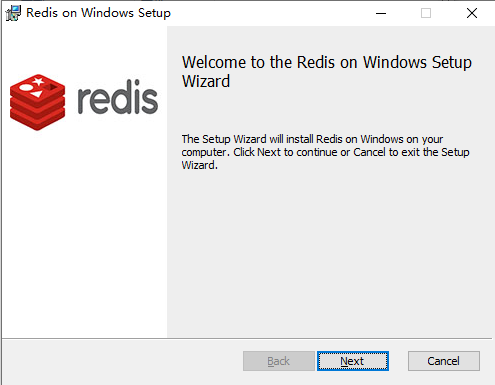 Redis on Windows Setup
redis
Welcome to the Redis on Windows Setup
Wizard
The Setup Wizard will install Redis on Windows on your
computer. Click Next to continue or Cancel to exit the Setup
Wizard.
Back
Next
Cancel